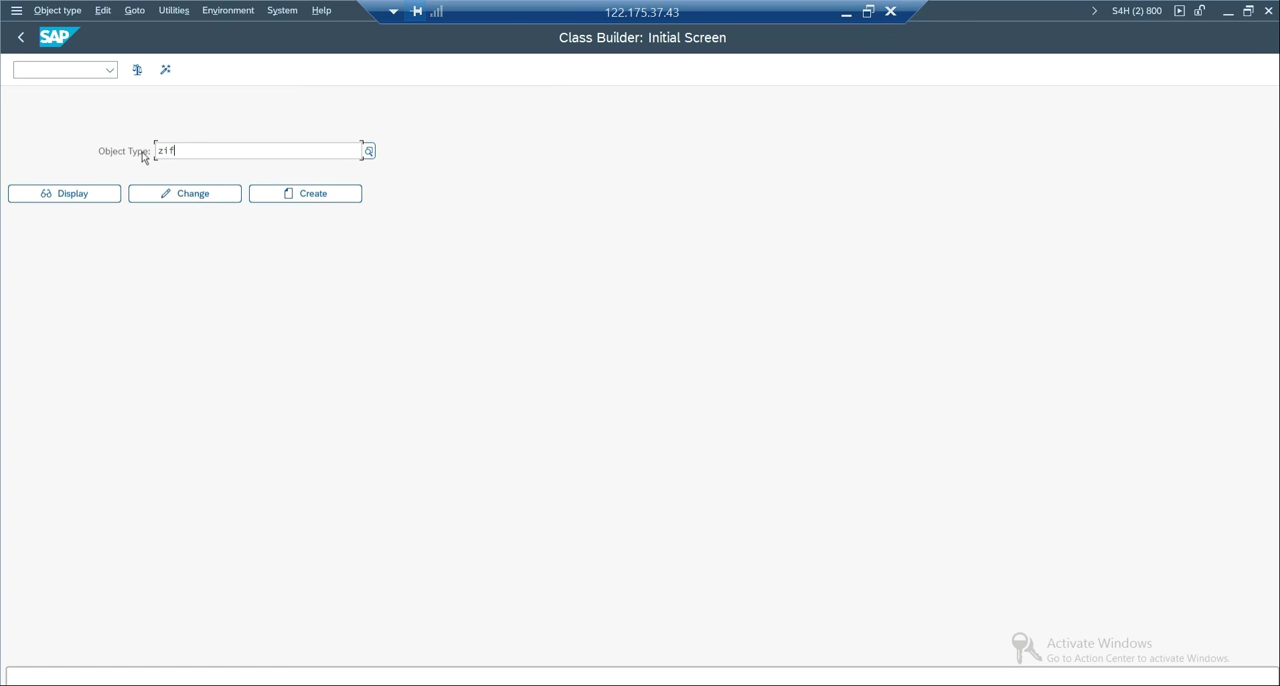 Object type Edit Goto Utilities Environment System Help 122.175.37.43 S4H (2) 800
SAP Class Builder: Initial Screen
Object Type: zif
Display Change Create
Activate Windows
Go to Action Center to activate Windows.